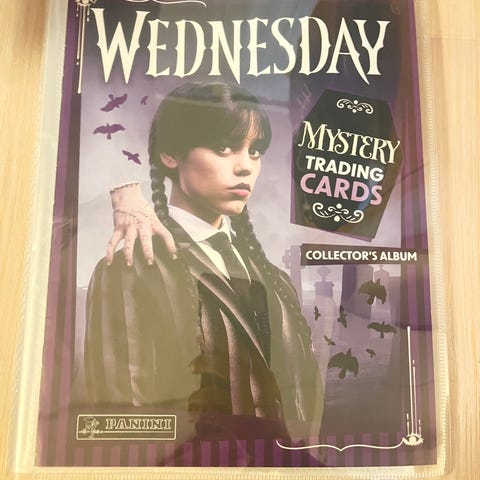 WEDNESDAY
MYSTERY
TRADING
CARDS
COLLECTOR'S ALBUM
PANINI